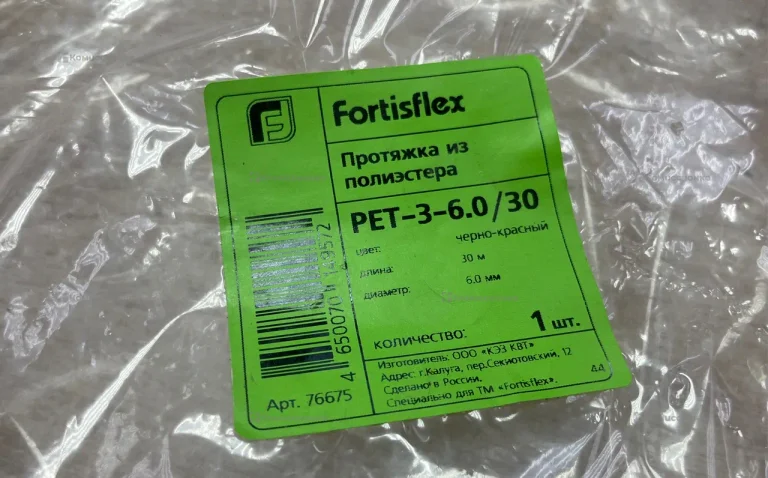 Fortisflex
Протяжка из
полиэстера
PET-3-6.0/30
цвет: черно-красный
длина: 30 м
диаметр: 6.0 мм
количество: 1 шт.
Изготовитель: ООО «КЭЗ КВТ»
Адрес: г.Калуга, пер.Секиотовский, 12
Сделано в России.
Специально для ТМ «Fortisflex».
44
Арт. 76675